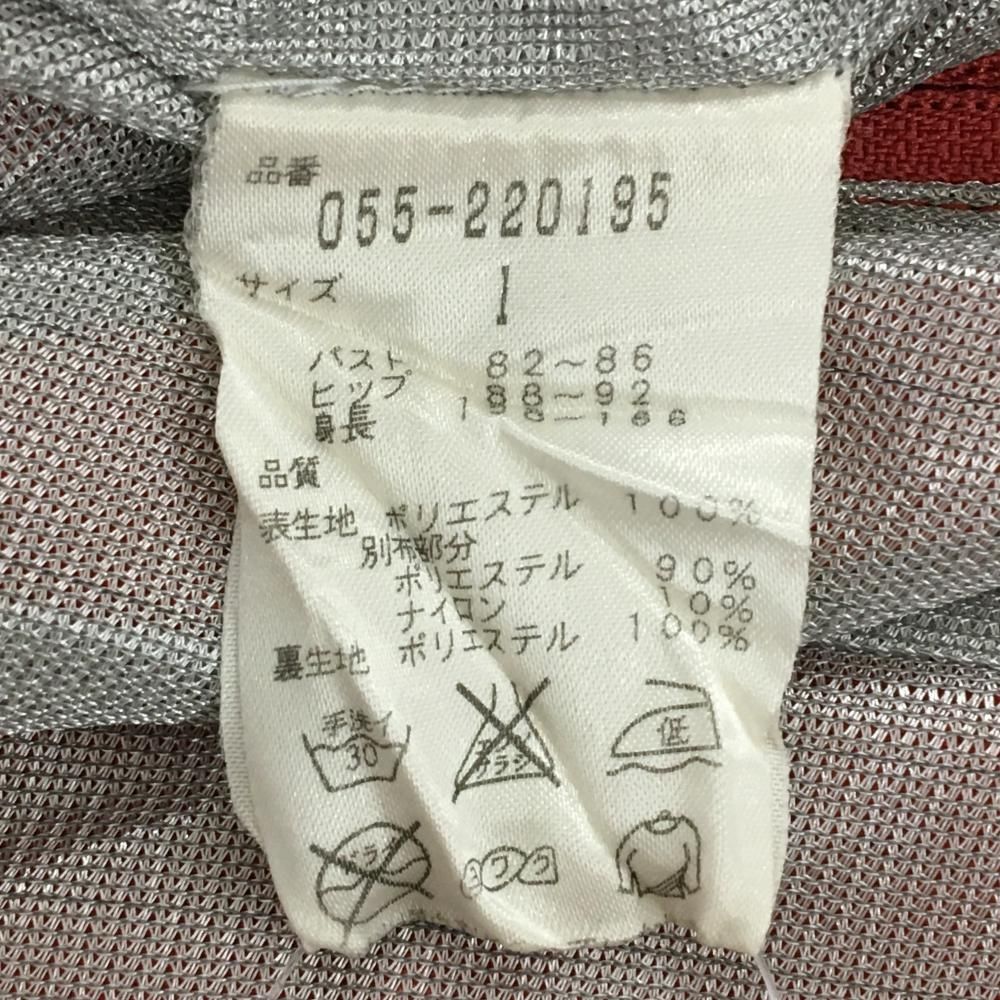 品番
055-220195
サイズ 1
バスト 82~86
ヒップ 88~92
身長 166
品質
表生地 ポリエステル 100%
別布部分
ポリエステル 90%
ナイロン 10%
裏生地 ポリエステル 100%
手洗イ 30
低